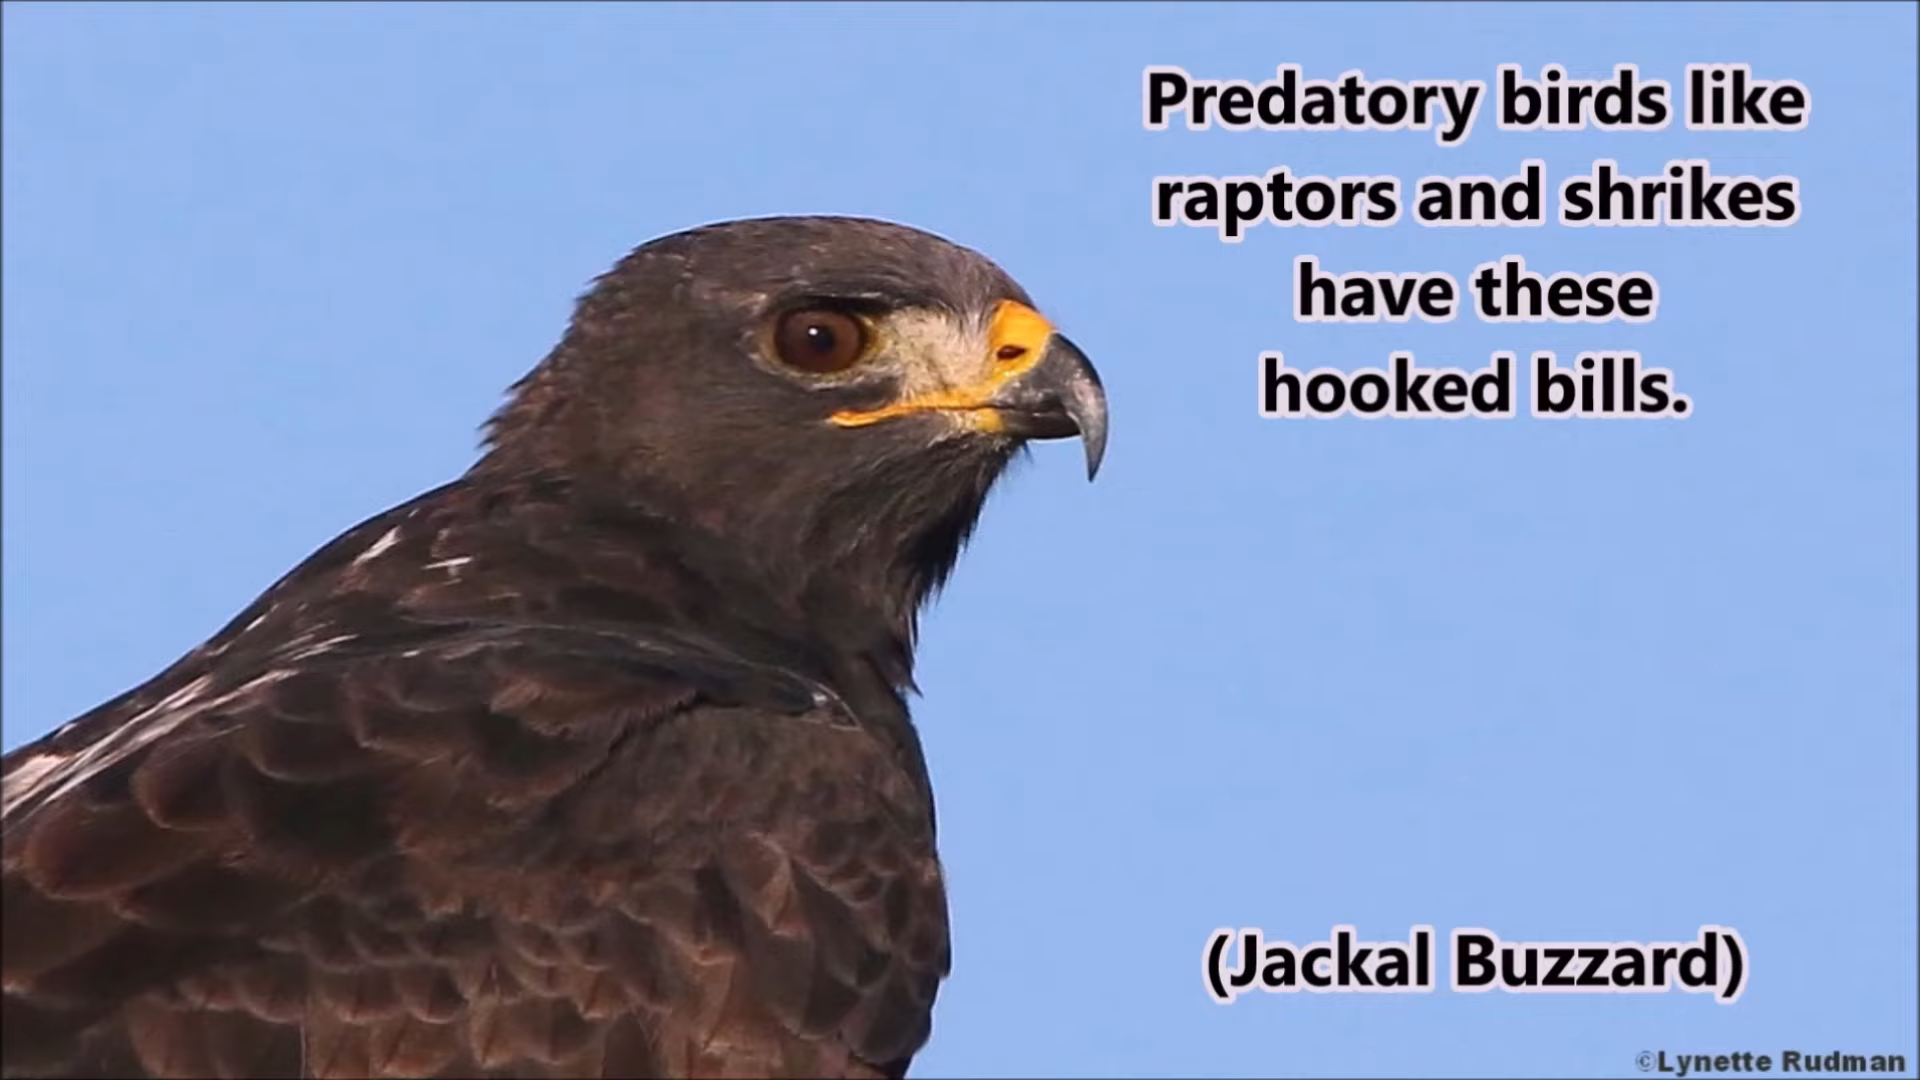 Predatory birds like
raptors and shrikes
have these
hooked bills.
(Jackal Buzzard)
©Lynette Rudman